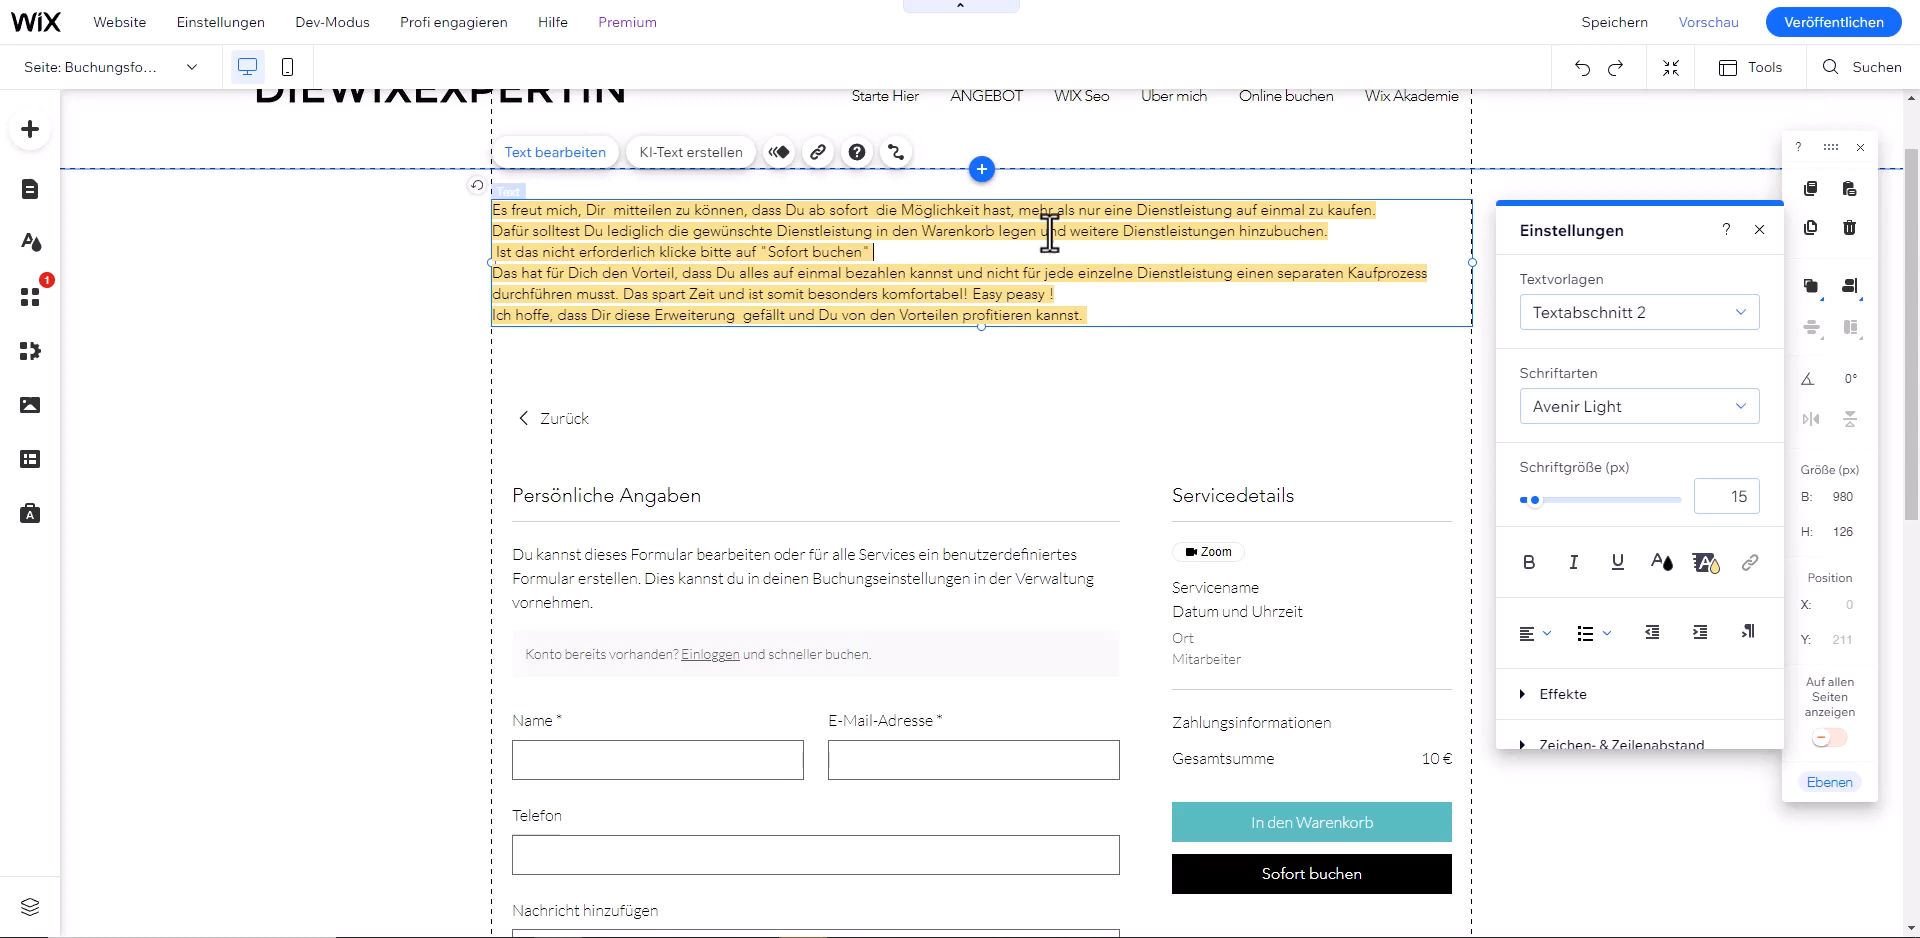 WiX Website Einstellungen Dev-Modus Profi engagieren Hilfe Premium Speichern Vorschau Veröffentlichen
Seite: Buchungsfo... Tools Suchen
DIEWIXEXPERTIN Starte Hier ANGEBOT WIX Seo Über mich Online buchen Wix Akademie
Text bearbeiten KI-Text erstellen
Text
Es freut mich, Dir mitteilen zu können, dass Du ab sofort die Möglichkeit hast, mehr als nur eine Dienstleistung auf einmal zu kaufen.
Dafür solltest Du lediglich die gewünschte Dienstleistung in den Warenkorb legen und weitere Dienstleistungen hinzubuchen.
Ist das nicht erforderlich klicke bitte auf "Sofort buchen"
Das hat für Dich den Vorteil, dass Du alles auf einmal bezahlen kannst und nicht für jede einzelne Dienstleistung einen separaten Kaufprozess
durchführen musst. Das spart Zeit und ist somit besonders komfortabel! Easy peasy !
Ich hoffe, dass Dir diese Erweiterung gefällt und Du von den Vorteilen profitieren kannst.
Zurück
Persönliche Angaben
Du kannst dieses Formular bearbeiten oder für alle Services ein benutzerdefiniertes
Formular erstellen. Dies kannst du in deinen Buchungseinstellungen in der Verwaltung
vornehmen.
Konto bereits vorhanden? Einloggen und schneller buchen.
Name * E-Mail-Adresse *
Telefon
Nachricht hinzufügen
Servicedetails
Zoom
Servicename
Datum und Uhrzeit
Ort
Mitarbeiter
Zahlungsinformationen
Gesamtsumme 10 €
In den Warenkorb
Sofort buchen
Einstellungen ?
Textvorlagen
Textabschnitt 2
Schriftarten
Avenir Light
Schriftgröße (px)
15
B I U A A
Effekte
Zeichen- & Zeilenabstand
?
0°
Größe (px)
B: 980
H: 126
Position
X: 0
Y: 211
Auf allen
Seiten
anzeigen
Ebenen
1
A